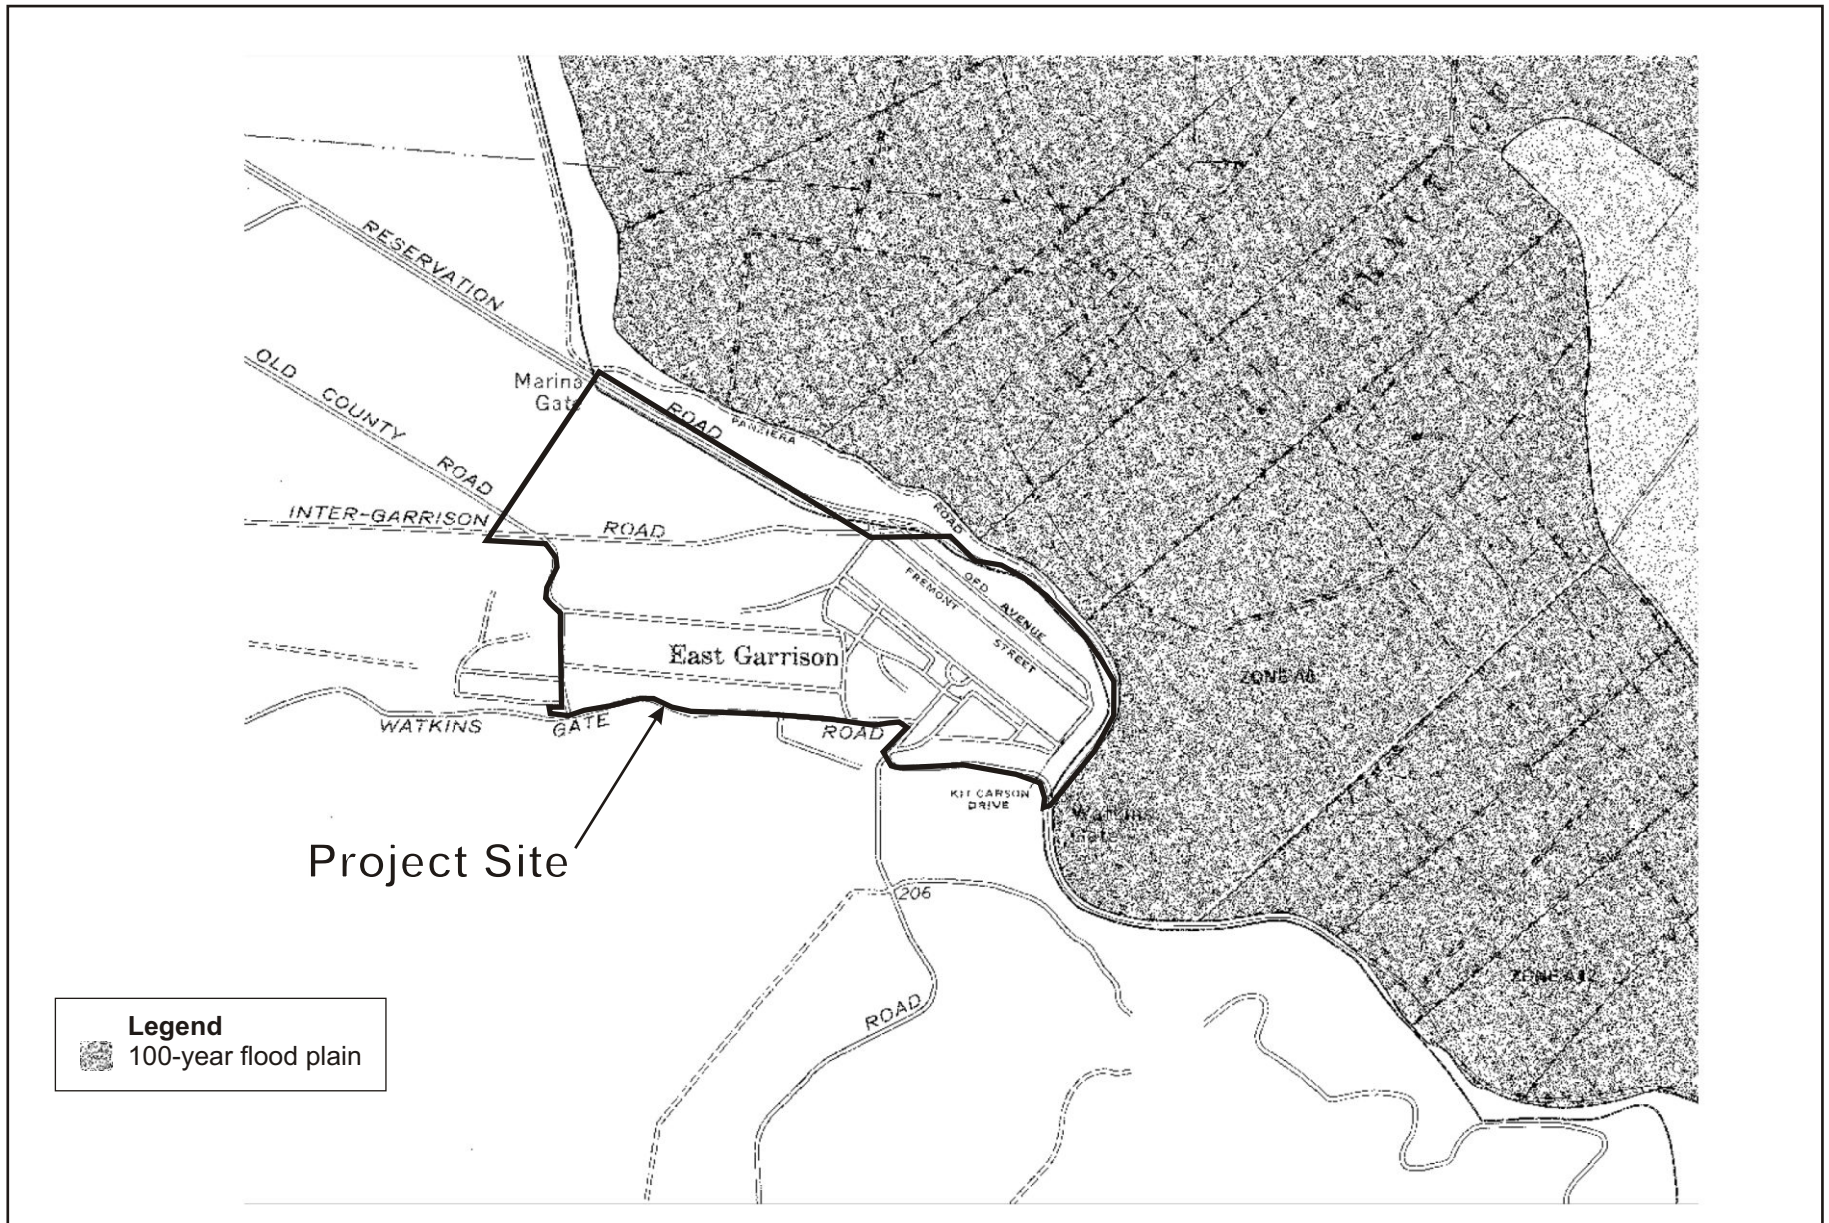 RESERVATION
OLD COUNTY ROAD
Marina
Gate
ROAD
INTER-GARRISON
ROAD
ROAD
FREMONT
STREET
ORD AVENUE
East Garrison
ZONE A8
WATKINS
GATE
ROAD
KIT CARSON
DRIVE
Project Site
206
ROAD
Legend
100-year flood plain